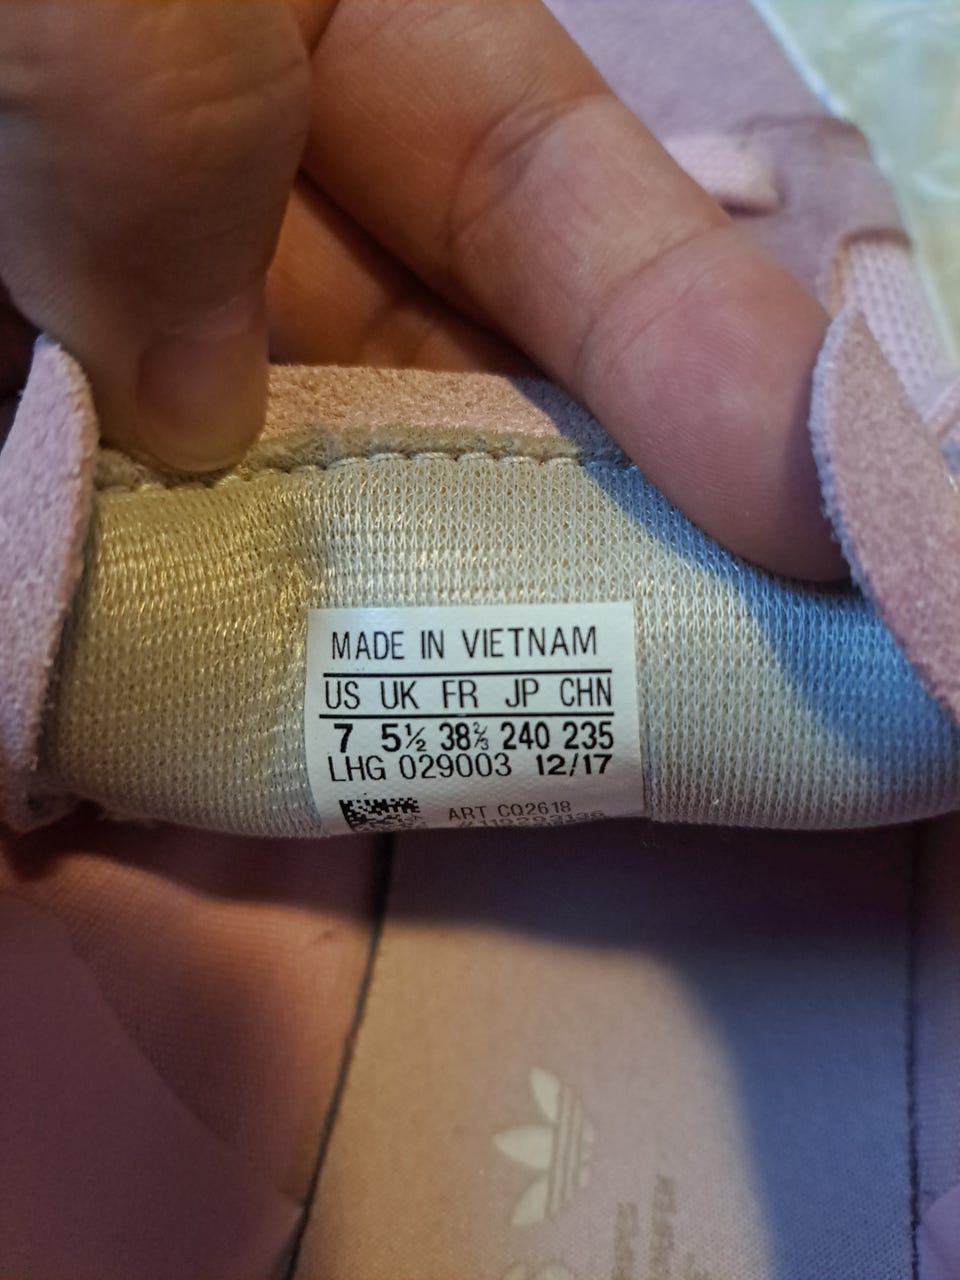 MADE IN VIETNAM
US UK FR JP CHN
7 5½ 38⅔ 240 235
LHG 029003 12/17
ART CQ2618